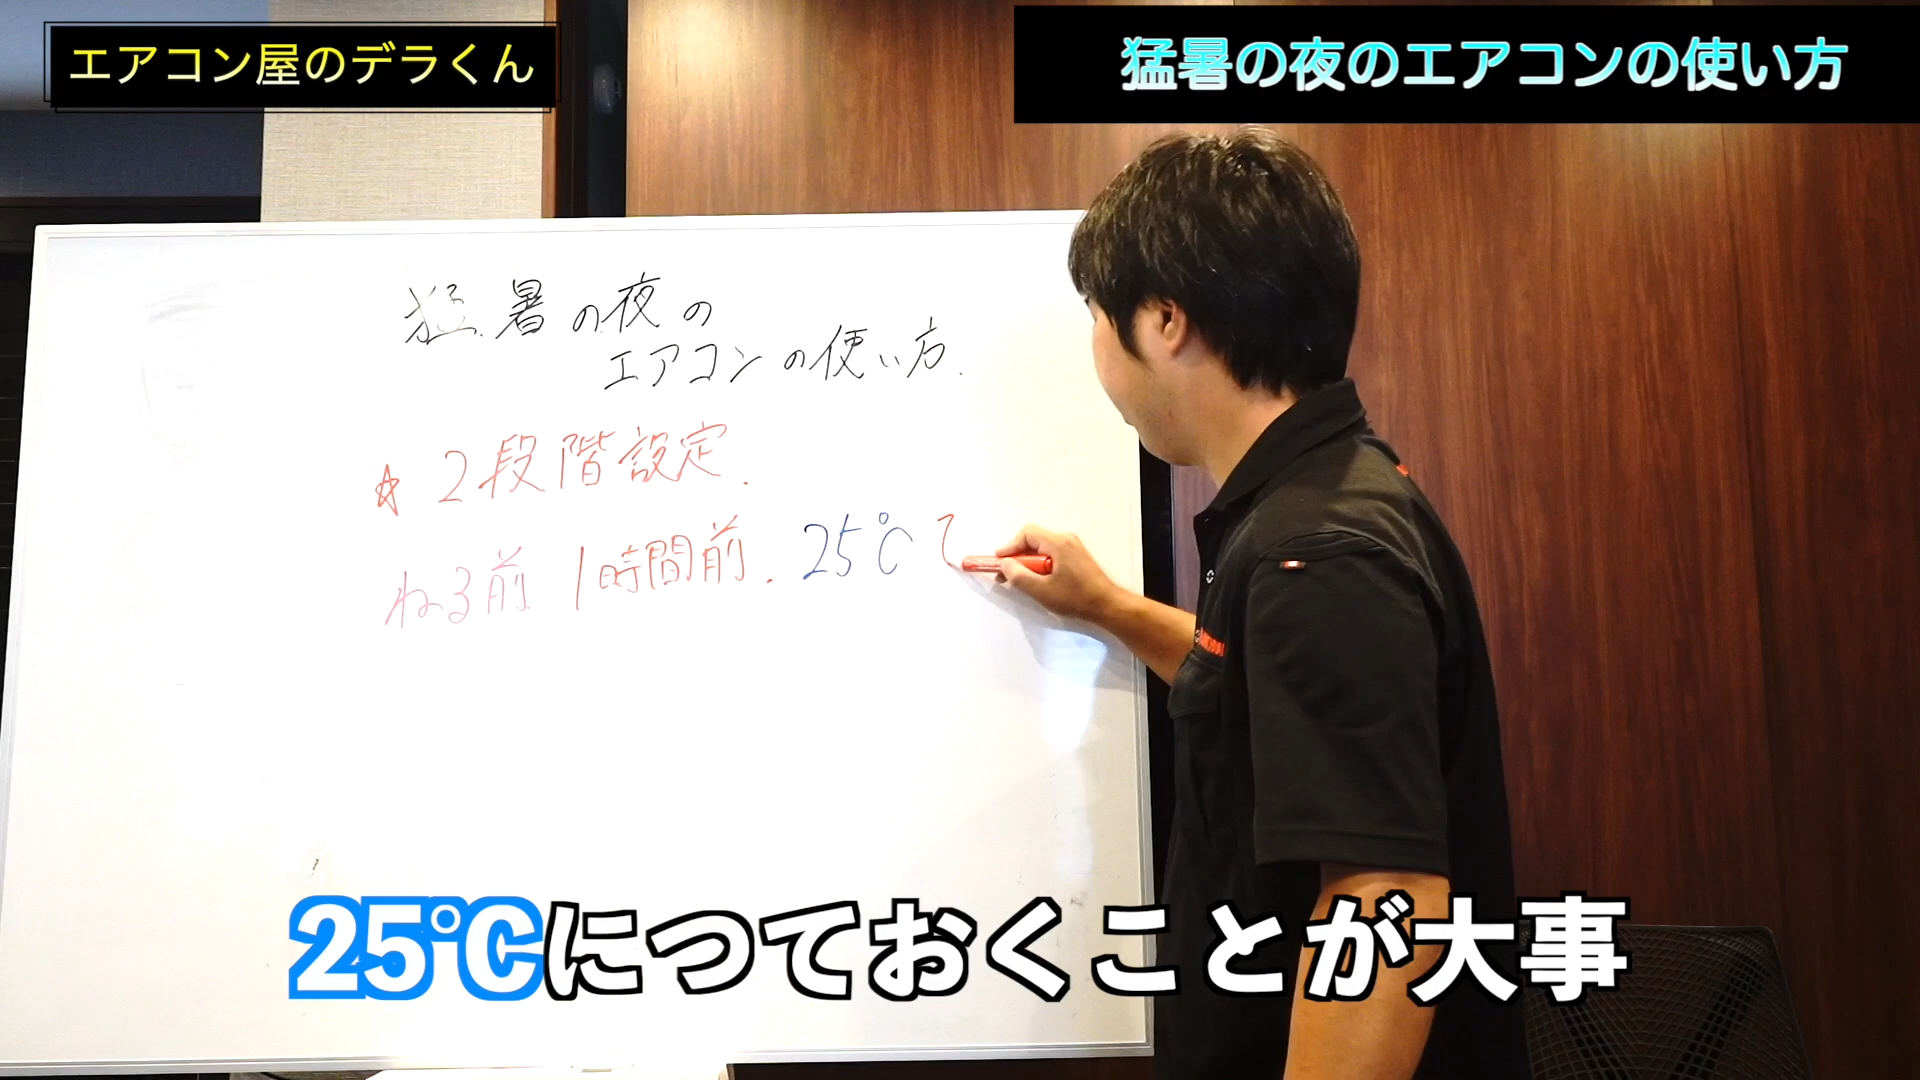 エアコン屋のデラくん
猛暑の夜のエアコンの使い方
猛暑の夜の
エアコンの使い方.
☆ 2段階設定.
ねる前 1時間前. 25℃ て
25℃につておくことが大事